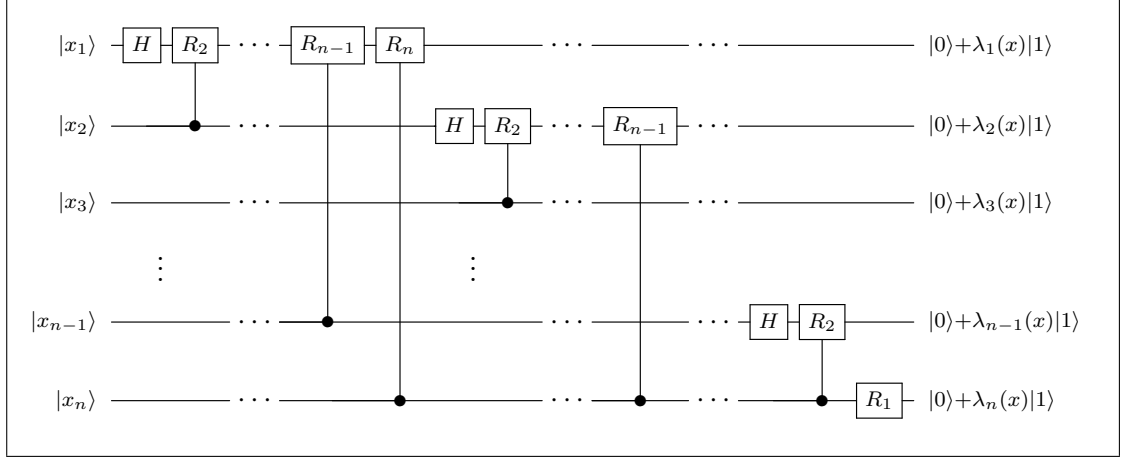 |x₁⟩ H R₂ ··· Rₙ₋₁ Rₙ ··· ··· |0⟩+λ₁(x)|1⟩
|x₂⟩ ··· H R₂ ··· Rₙ₋₁ ··· |0⟩+λ₂(x)|1⟩
|x₃⟩ ··· ··· ··· |0⟩+λ₃(x)|1⟩
⋮ ⋮
|xₙ₋₁⟩ ··· ··· ··· H R₂ |0⟩+λₙ₋₁(x)|1⟩
|xₙ⟩ ··· ··· ··· R₁ |0⟩+λₙ(x)|1⟩